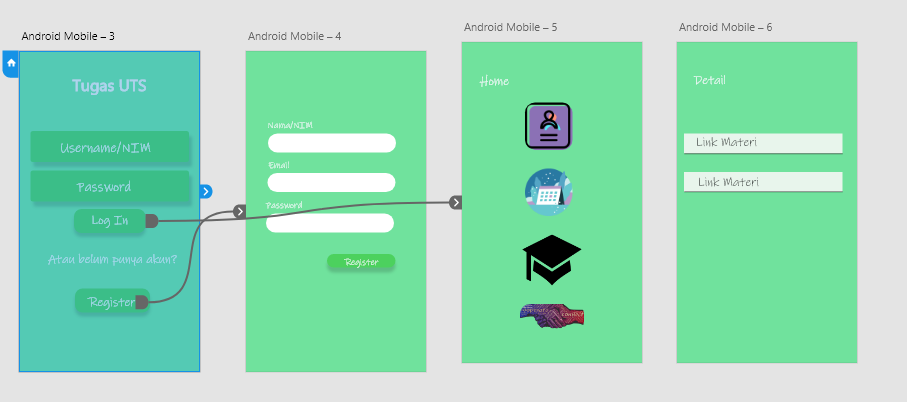 Android Mobile – 3
Tugas UTS
Username/NIM
Password
Log In
Atau belum punya akun?
Register
Android Mobile – 4
Nama/NIM
Email
Password
Register
Android Mobile – 5
Home
Android Mobile – 6
Detail
Link Materi
Link Materi